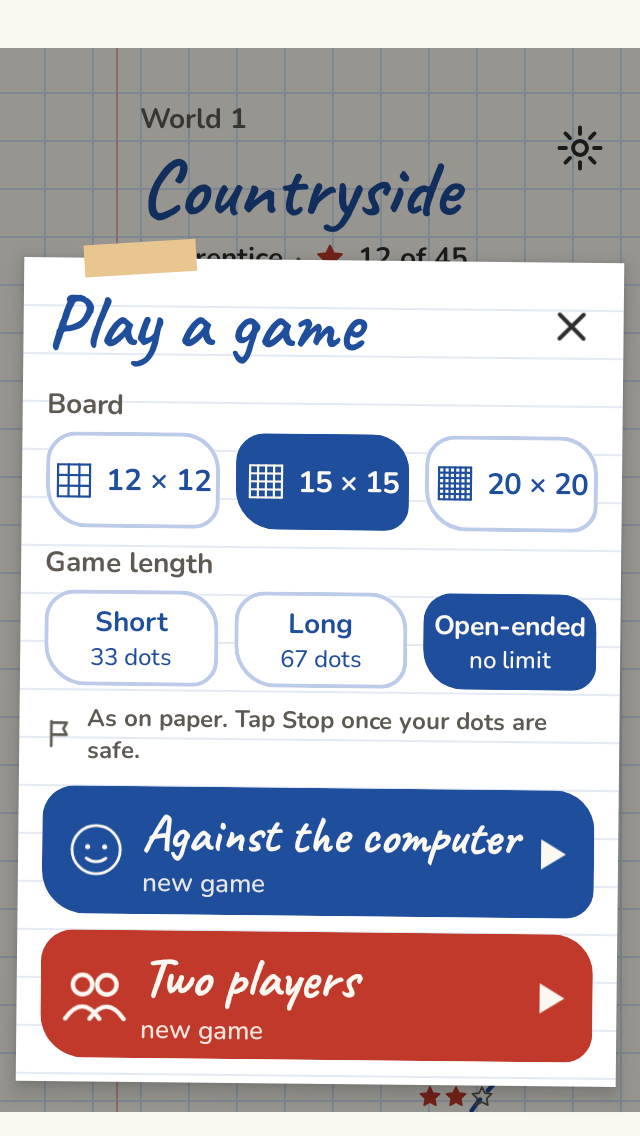 World 1
Countryside
rentice · 12 of 45
Play a game
Board
12 × 12
15 × 15
20 × 20
Game length
Short
33 dots
Long
67 dots
Open-ended
no limit
As on paper. Tap Stop once your dots are
safe.
Against the computer
new game
Two players
new game